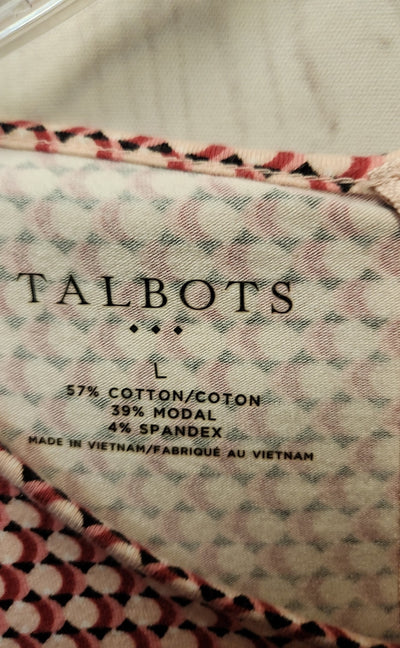 TALBOTS
L
57% COTTON/COTON
39% MODAL
4% SPANDEX
MADE IN VIETNAM/FABRIQUÉ AU VIETNAM